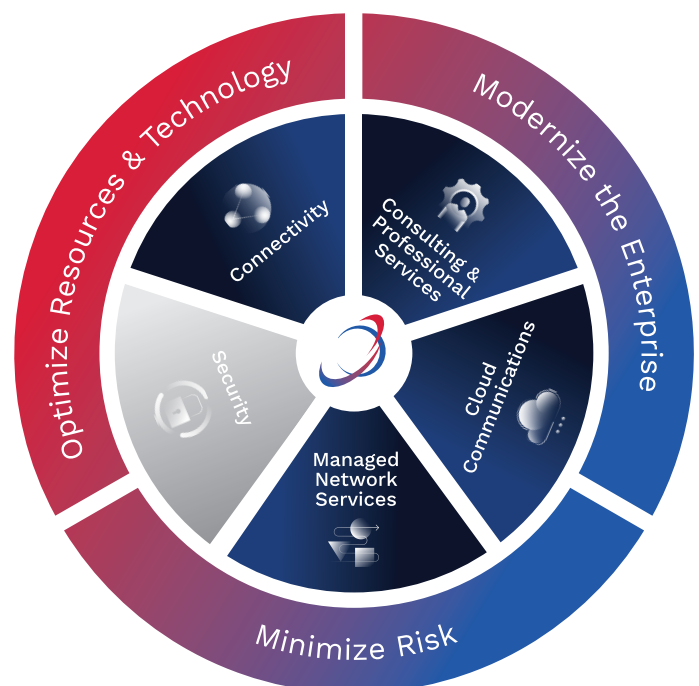 Optimize Resources & Technology
Modernize the Enterprise
Connectivity
Consulting &
Professional
Services
Security
Cloud
Communications
Managed
Network
Services
Minimize Risk